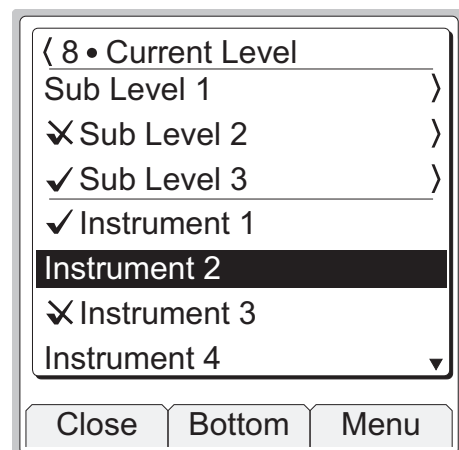 ⟨ 8 • Current Level
Sub Level 1 ⟩
Sub Level 2 ⟩
✓ Sub Level 3 ⟩
✓ Instrument 1
Instrument 2
Instrument 3
Instrument 4 ▼
Close Bottom Menu